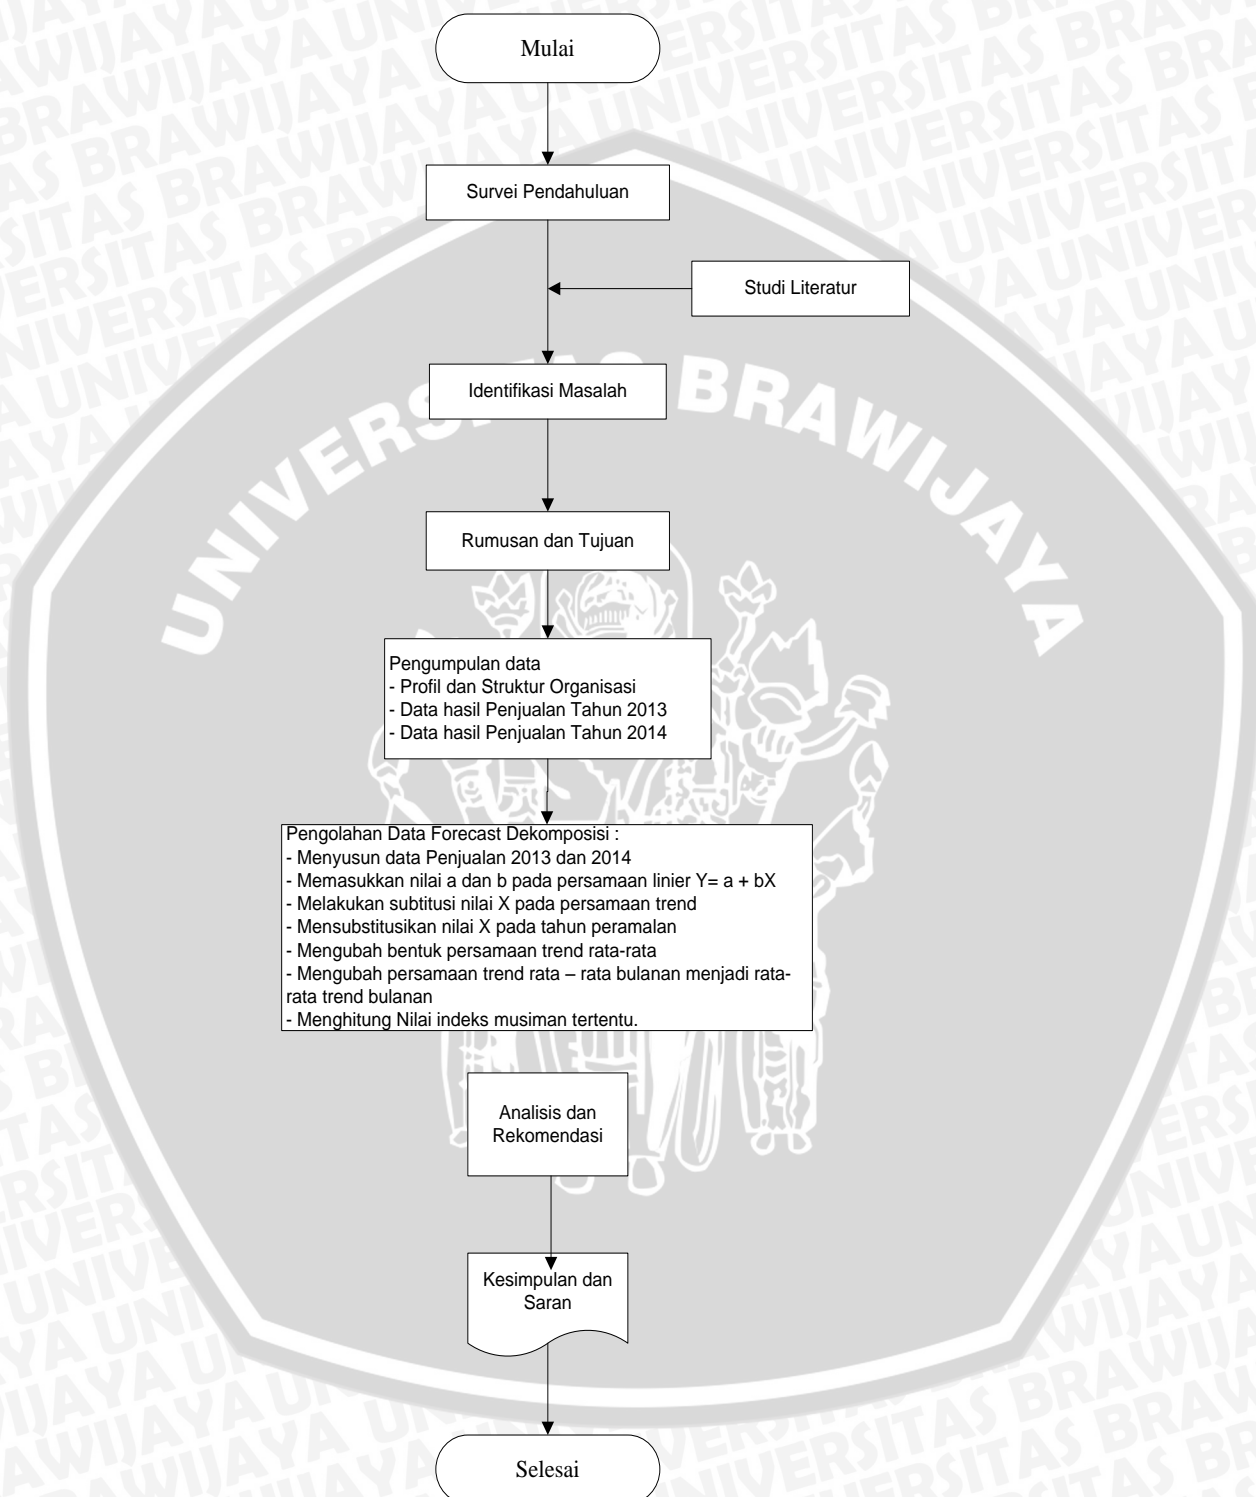 Mulai
Survei Pendahuluan
Studi Literatur
Identifikasi Masalah
UNIVERSITAS BRAWIJAYA
Rumusan dan Tujuan
Pengumpulan data
- Profil dan Struktur Organisasi
- Data hasil Penjualan Tahun 2013
- Data hasil Penjualan Tahun 2014
Pengolahan Data Forecast Dekomposisi :
- Menyusun data Penjualan 2013 dan 2014
- Memasukkan nilai a dan b pada persamaan linier Y= a + bX
- Melakukan subtitusi nilai X pada persamaan trend
- Mensubstitusikan nilai X pada tahun peramalan
- Mengubah bentuk persamaan trend rata-rata
- Mengubah persamaan trend rata – rata bulanan menjadi rata-
rata trend bulanan
- Menghitung Nilai indeks musiman tertentu.
Analisis dan
Rekomendasi
Kesimpulan dan
Saran
Selesai